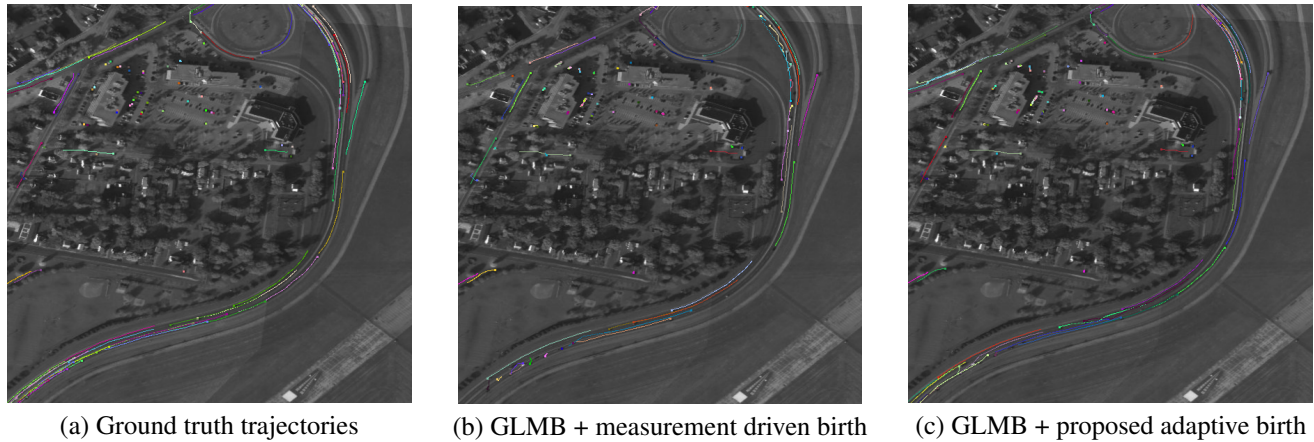 (a) Ground truth trajectories
(b) GLMB + measurement driven birth
(c) GLMB + proposed adaptive birth